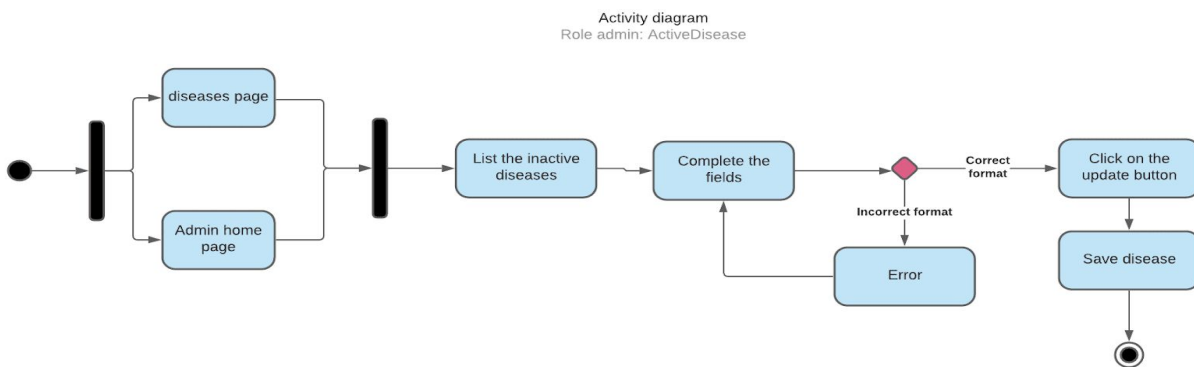 Activity diagram
Role admin: ActiveDisease
diseases page
Admin home
page
List the inactive
diseases
Complete the
fields
Correct
format
Incorrect format
Error
Click on the
update button
Save disease